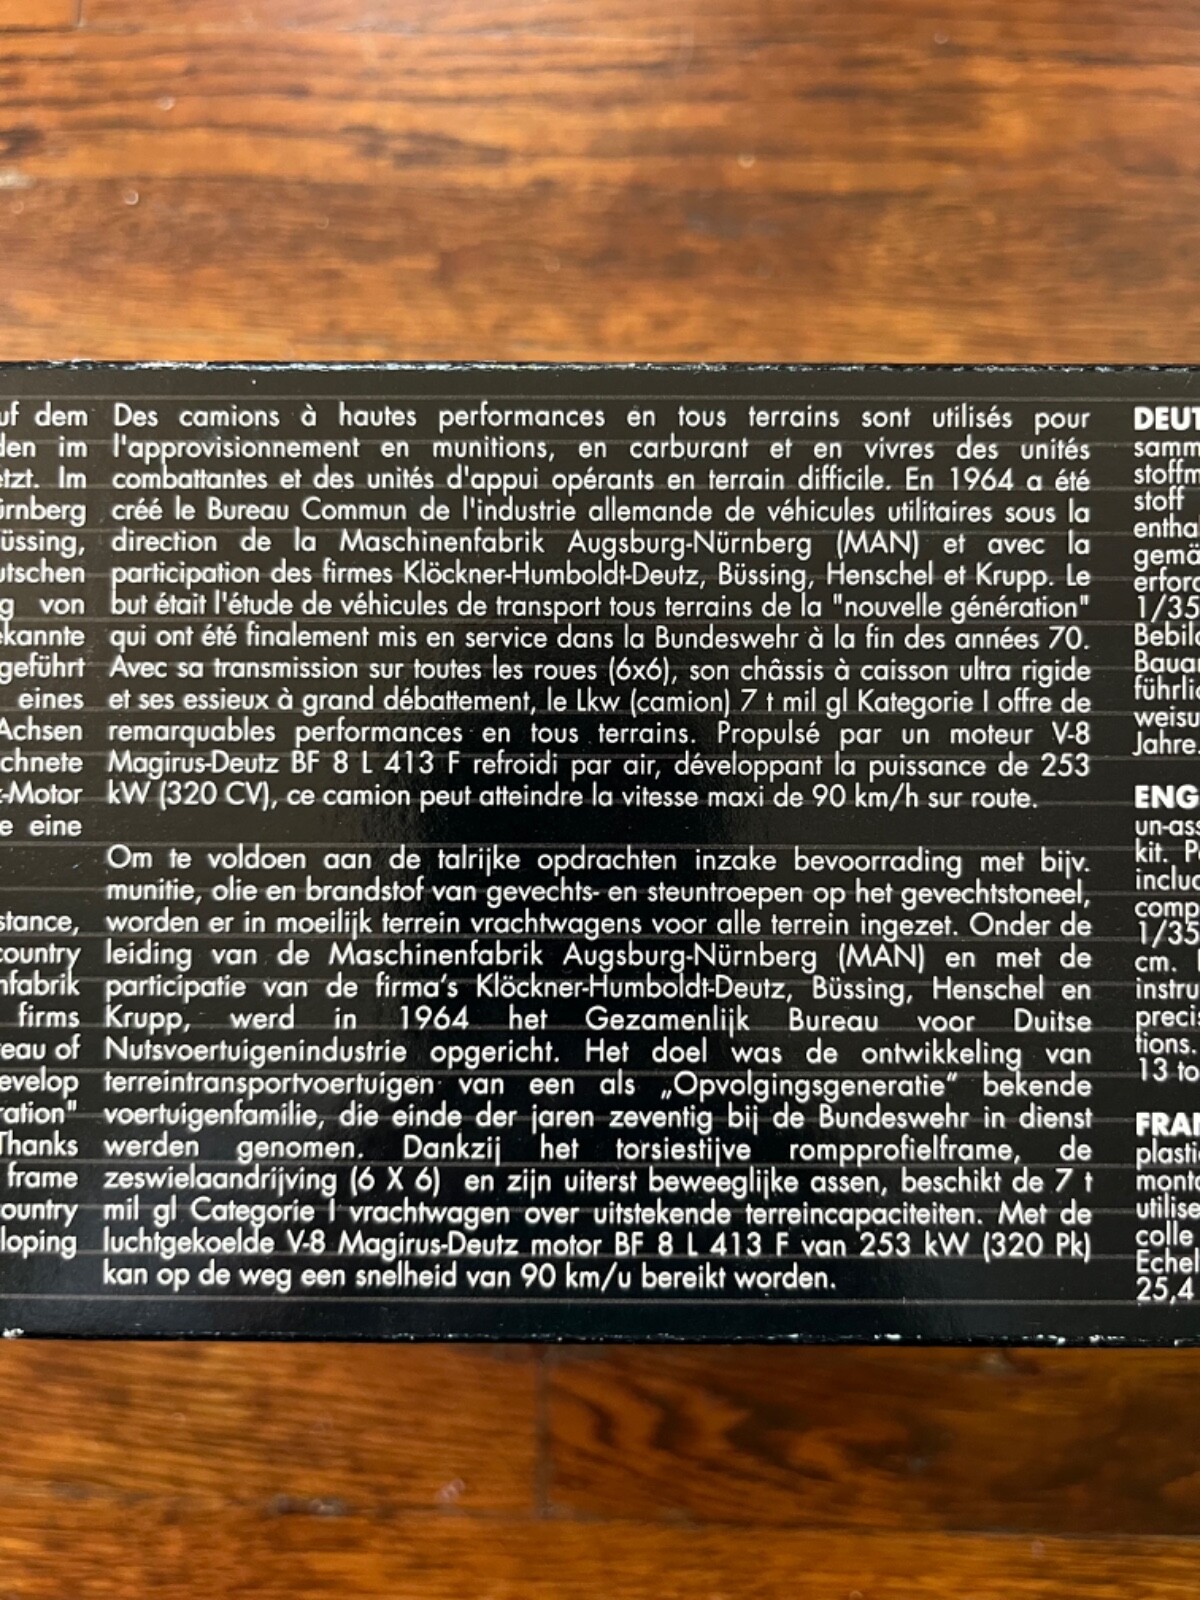 uf dem
den im
etzt. Im
ürnberg
üssing,
utschen
g von
ekannte
geführt
eines
Achsen
chnete
-Motor
e eine
stance,
country
nfabrik
firms
eau of
evelop
ration"
Thanks
frame
ountry
loping
Des camions à hautes performances en tous terrains sont utilisés pour
l'approvisionnement en munitions, en carburant et en vivres des unités
combattantes et des unités d'appui opérants en terrain difficile. En 1964 a été
créé le Bureau Commun de l'industrie allemande de véhicules utilitaires sous la
direction de la Maschinenfabrik Augsburg-Nürnberg (MAN) et avec la
participation des firmes Klöckner-Humboldt-Deutz, Büssing, Henschel et Krupp. Le
but était l'étude de véhicules de transport tous terrains de la "nouvelle génération"
qui ont été finalement mis en service dans la Bundeswehr à la fin des années 70.
Avec sa transmission sur toutes les roues (6x6), son châssis à caisson ultra rigide
et ses essieux à grand débattement, le Lkw (camion) 7 t mil gl Kategorie I offre de
remarquables performances en tous terrains. Propulsé par un moteur V-8
Magirus-Deutz BF 8 L 413 F refroidi par air, développant la puissance de 253
kW (320 CV), ce camion peut atteindre la vitesse maxi de 90 km/h sur route.
Om te voldoen aan de talrijke opdrachten inzake bevoorrading met bijv.
munitie, olie en brandstof van gevechts- en steuntroepen op het gevechtstoneel,
worden er in moeilijk terrein vrachtwagens voor alle terrein ingezet. Onder de
leiding van de Maschinenfabrik Augsburg-Nürnberg (MAN) en met de
participatie van de firma's Klöckner-Humboldt-Deutz, Büssing, Henschel en
Krupp, werd in 1964 het Gezamenlijk Bureau voor Duitse
Nutsvoertuigenindustrie opgericht. Het doel was de ontwikkeling van
terreintransportvoertuigen van een als „Opvolgingsgeneratie" bekende
voertuigenfamilie, die einde der jaren zeventig bij de Bundeswehr in dienst
werden genomen. Dankzij het torsiestijve rompprofielframe, de
zeswielaandrijving (6 X 6) en zijn uiterst beweeglijke assen, beschikt de 7 t
mil gl Categorie I vrachtwagen over uitstekende terreincapaciteiten. Met de
luchtgekoelde V-8 Magirus-Deutz motor BF 8 L 413 F van 253 kW (320 Pk)
kan op de weg een snelheid van 90 km/u bereikt worden.
DEUT
samm
stoffm
stoff
entha
gemä
erford
1/35
Bebil
Bauan
führlic
weisu
Jahre.
ENG
un-ass
kit. Pa
includ
comp
1/35
cm. I
instru
precis
tions.
13 to
FRAN
plastic
monta
utilise
colle
Echel
25,4